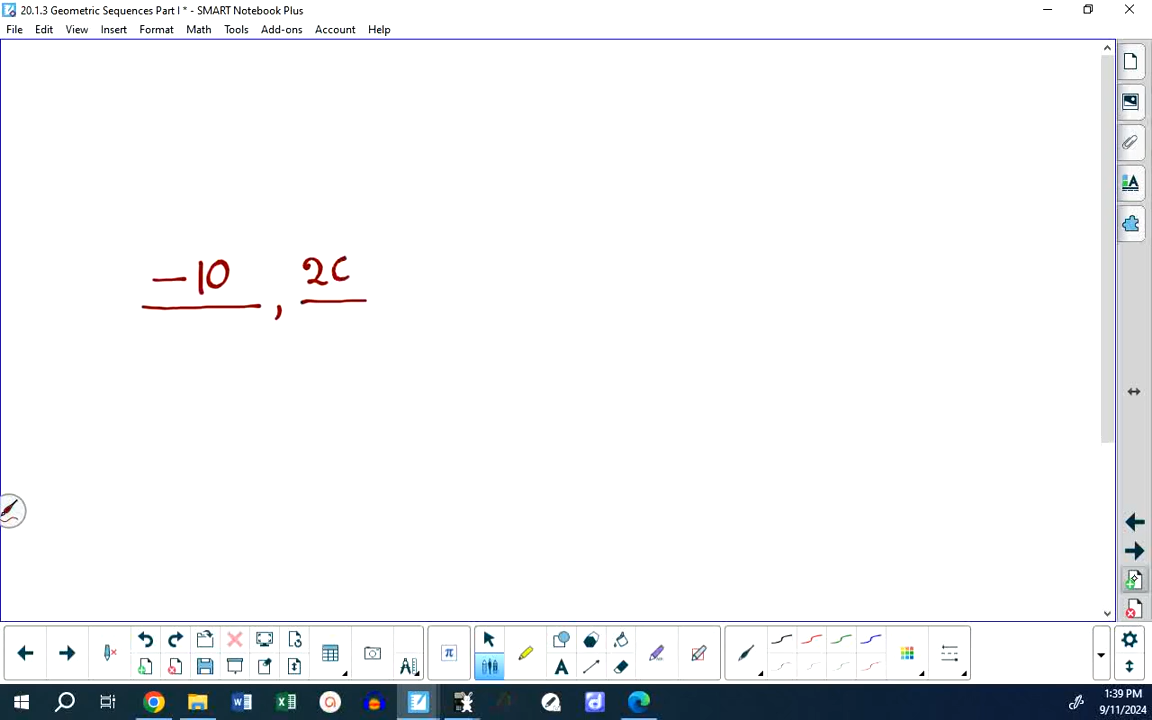 20.1.3 Geometric Sequences Part I * - SMART Notebook Plus
File Edit View Insert Format Math Tools Add-ons Account Help
-10 , 20
π
A
1:39 PM
9/11/2024